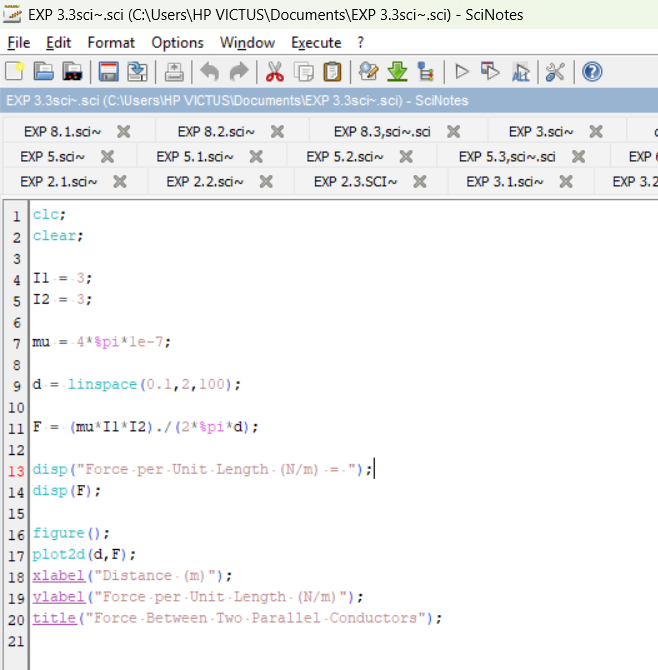 EXP 3.3sci~.sci (C:\Users\HP VICTUS\Documents\EXP 3.3sci~.sci) - SciNotes
File Edit Format Options Window Execute ?
EXP 3.3sci~.sci (C:\Users\HP VICTUS\Documents\EXP 3.3sci~.sci) - SciNotes
EXP 8.1.sci~ EXP 8.2.sci~ EXP 8.3,sci~.sci EXP 3.sci~
EXP 5.sci~ EXP 5.1.sci~ EXP 5.2.sci~ EXP 5.3,sci~.sci EXP
EXP 2.1.sci~ EXP 2.2.sci~ EXP 2.3.SCI~ EXP 3.1.sci~ EXP 3.2
1 clc;
2 clear;
3
4 I1 = 3;
5 I2 = 3;
6
7 mu = 4*%pi*1e-7;
8
9 d = linspace(0.1,2,100);
10
11 F = (mu*I1*I2)./(2*%pi*d);
12
13 disp("Force per Unit Length (N/m) = ");
14 disp(F);
15
16 figure();
17 plot2d(d,F);
18 xlabel("Distance (m)");
19 ylabel("Force per Unit Length (N/m)");
20 title("Force Between Two Parallel Conductors");
21